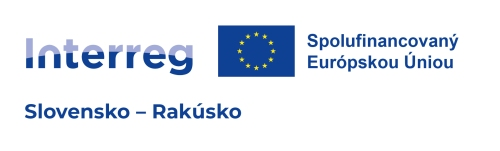 Interreg
Spolufinancovaný
Európskou Úniou
Slovensko – Rakúsko